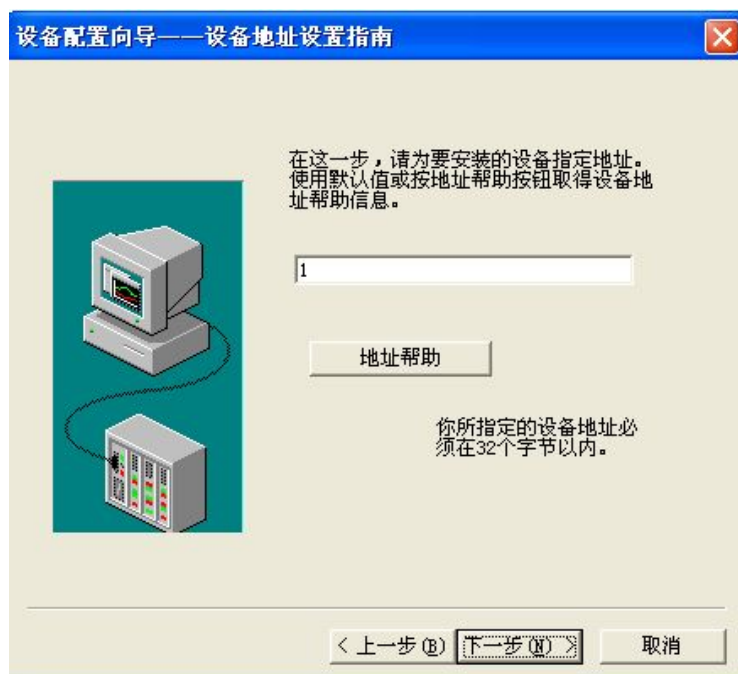 设备配置向导——设备地址设置指南
在这一步，请为要安装的设备指定地址。
使用默认值或按地址帮助按钮取得设备地
址帮助信息。
1
地址帮助
你所指定的设备地址必
须在32个字节以内。
< 上一步(B) 下一步(N) > 取消